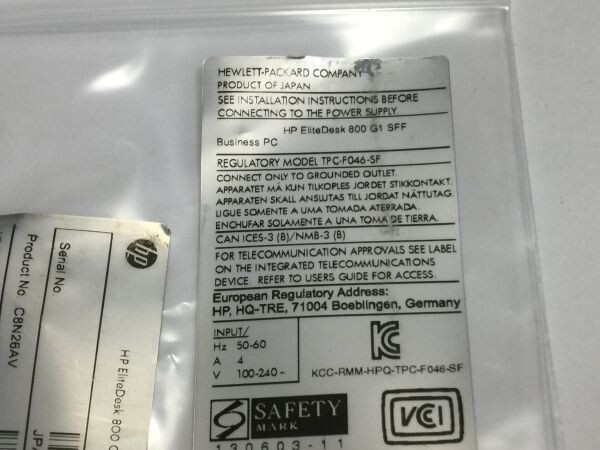 HEWLETT-PACKARD COMPANY
PRODUCT OF JAPAN
SEE INSTALLATION INSTRUCTIONS BEFORE
CONNECTING TO THE POWER SUPPLY.
HP EliteDesk 800 G1 SFF
Business PC
REGULATORY MODEL TPC-F046-SF
CONNECT ONLY TO GROUNDED OUTLET.
APPARATET MÅ KUN TILKOPLES JORDET STIKKONTAKT.
APPARATEN SKALL ANSLUTAS TILL JORDAT NÄTTUTAG.
LIGUE SOMENTE A UMA TOMADA ATERRADA.
ENCHUFAR SOLAMENTE A UNA TOMA DE TIERRA.
CAN ICES-3 (B)/NMB-3 (B)
FOR TELECOMMUNICATION APPROVALS SEE LABEL
ON THE INTEGRATED TELECOMMUNICATIONS
DEVICE. REFER TO USERS GUIDE FOR ACCESS.
European Regulatory Address:
HP, HQ-TRE, 71004 Boeblingen, Germany
INPUT/
Hz 50-60
A 4
V 100-240~
KCC-RMM-HPQ-TPC-F046-SF
S SAFETY
MARK
130603-11
VCI
hp
Serial No
Product No. C8N26AV
HP EliteDesk 800
JPA